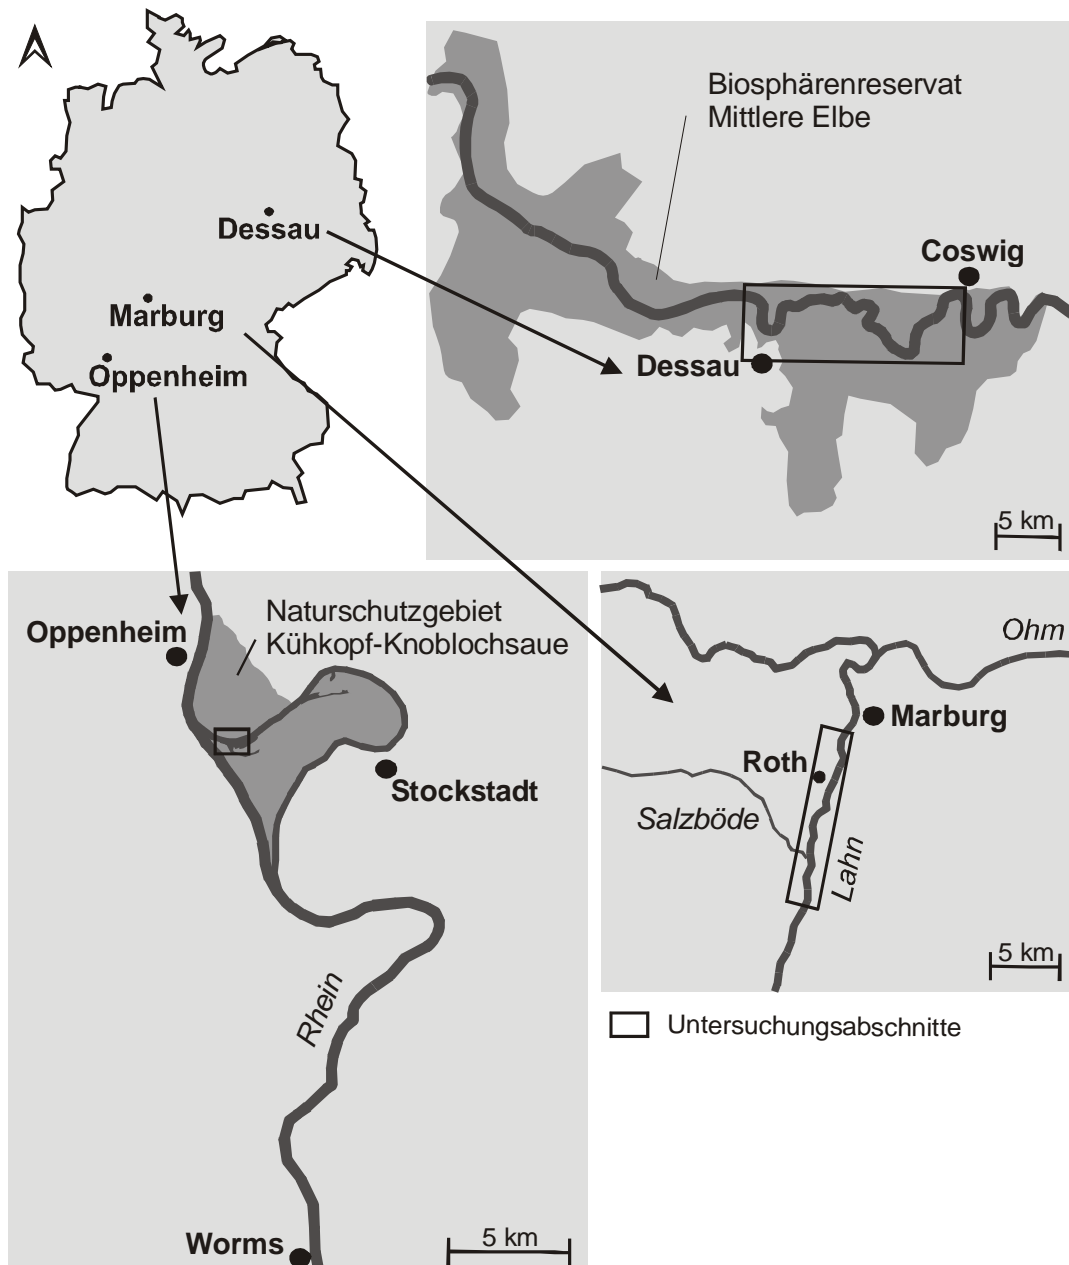 Dessau
Marburg
Oppenheim
Biosphärenreservat
Mittlere Elbe
Coswig
Dessau
5 km
Oppenheim
Naturschutzgebiet
Kühkopf-Knoblochsaue
Stockstadt
Rhein
Worms
5 km
Ohm
Marburg
Roth
Salzböde
Lahn
5 km
Untersuchungsabschnitte